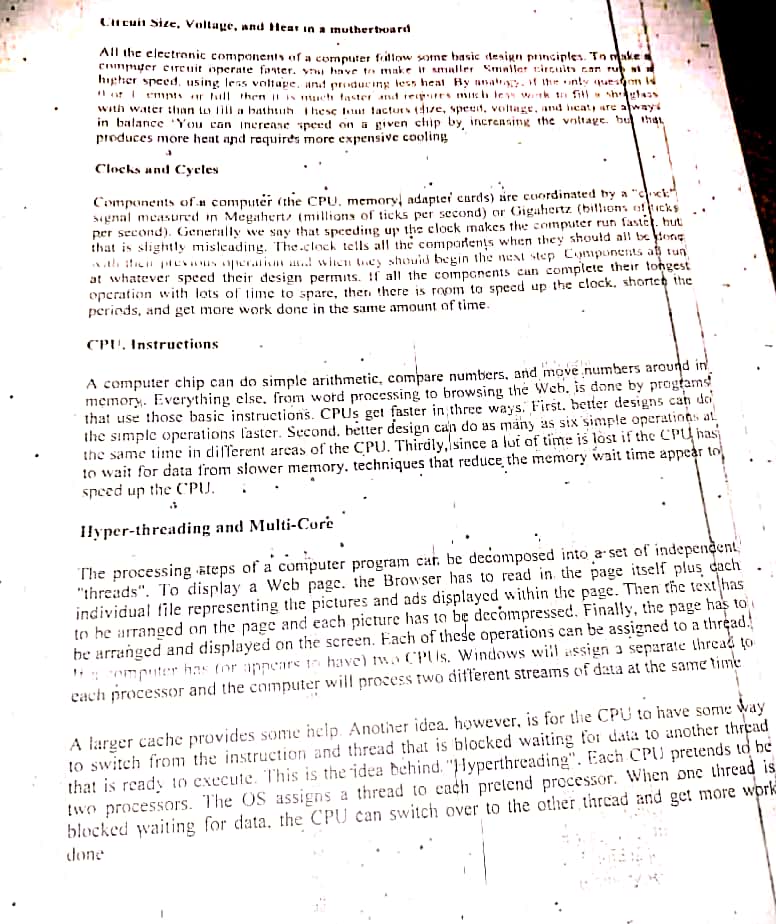 Circuit Size, Voltage, and Heat in a mutherboard
All the electronic components of a computer follow some basic design principles. To make a
computer circuit operate faster, you have to make it smaller. Smaller circuits can run at a
higher speed, using less voltage, and producing less heat. By analogy, if the only question is
if of 1 empty or full, then it is much faster and requires much less work to fill a shotglass
with water than to fill a bathtub. These four factors (size, speed, voltage, and heat) are always
in balance. You can increase speed on a given chip by increasing the voltage, but that
produces more heat and requires more expensive cooling
Clocks and Cycles
Components of a computer (the CPU, memory, adapter cards) are coordinated by a "clock"
signal measured in Megahertz (millions of ticks per second) or Gigahertz (billions of ticks
per second). Generally we say that speeding up the clock makes the computer run faster, but
that is slightly misleading. The clock tells all the components when they should all be done
with their previous operation and when they should begin the next step. Components all run
at whatever speed their design permits. If all the components can complete their longest
operation with lots of time to spare, then there is room to speed up the clock, shorten the
periods, and get more work done in the same amount of time.
CPU, Instructions
A computer chip can do simple arithmetic, compare numbers, and move numbers around in
memory. Everything else, from word processing to browsing the Web, is done by programs
that use those basic instructions. CPUs get faster in three ways. First, better designs can do
the simple operations faster. Second, better design can do as many as six simple operations at
the same time in different areas of the CPU. Thirdly, since a lot of time is lost if the CPU has
to wait for data from slower memory, techniques that reduce the memory wait time appear to
speed up the CPU.
Hyper-threading and Multi-Core
The processing steps of a computer program can be decomposed into a set of independent
"threads". To display a Web page, the Browser has to read in the page itself plus each
individual file representing the pictures and ads displayed within the page. Then the text has
to be arranged on the page and each picture has to be decompressed. Finally, the page has to
be arranged and displayed on the screen. Each of these operations can be assigned to a thread.
If a computer has (or appears to have) two CPUs, Windows will assign a separate thread to
each processor and the computer will process two different streams of data at the same time
A larger cache provides some help. Another idea, however, is for the CPU to have some way
to switch from the instruction and thread that is blocked waiting for data to another thread
that is ready to execute. This is the idea behind "Hyperthreading". Each CPU pretends to be
two processors. The OS assigns a thread to each pretend processor. When one thread is
blocked waiting for data, the CPU can switch over to the other thread and get more work
done